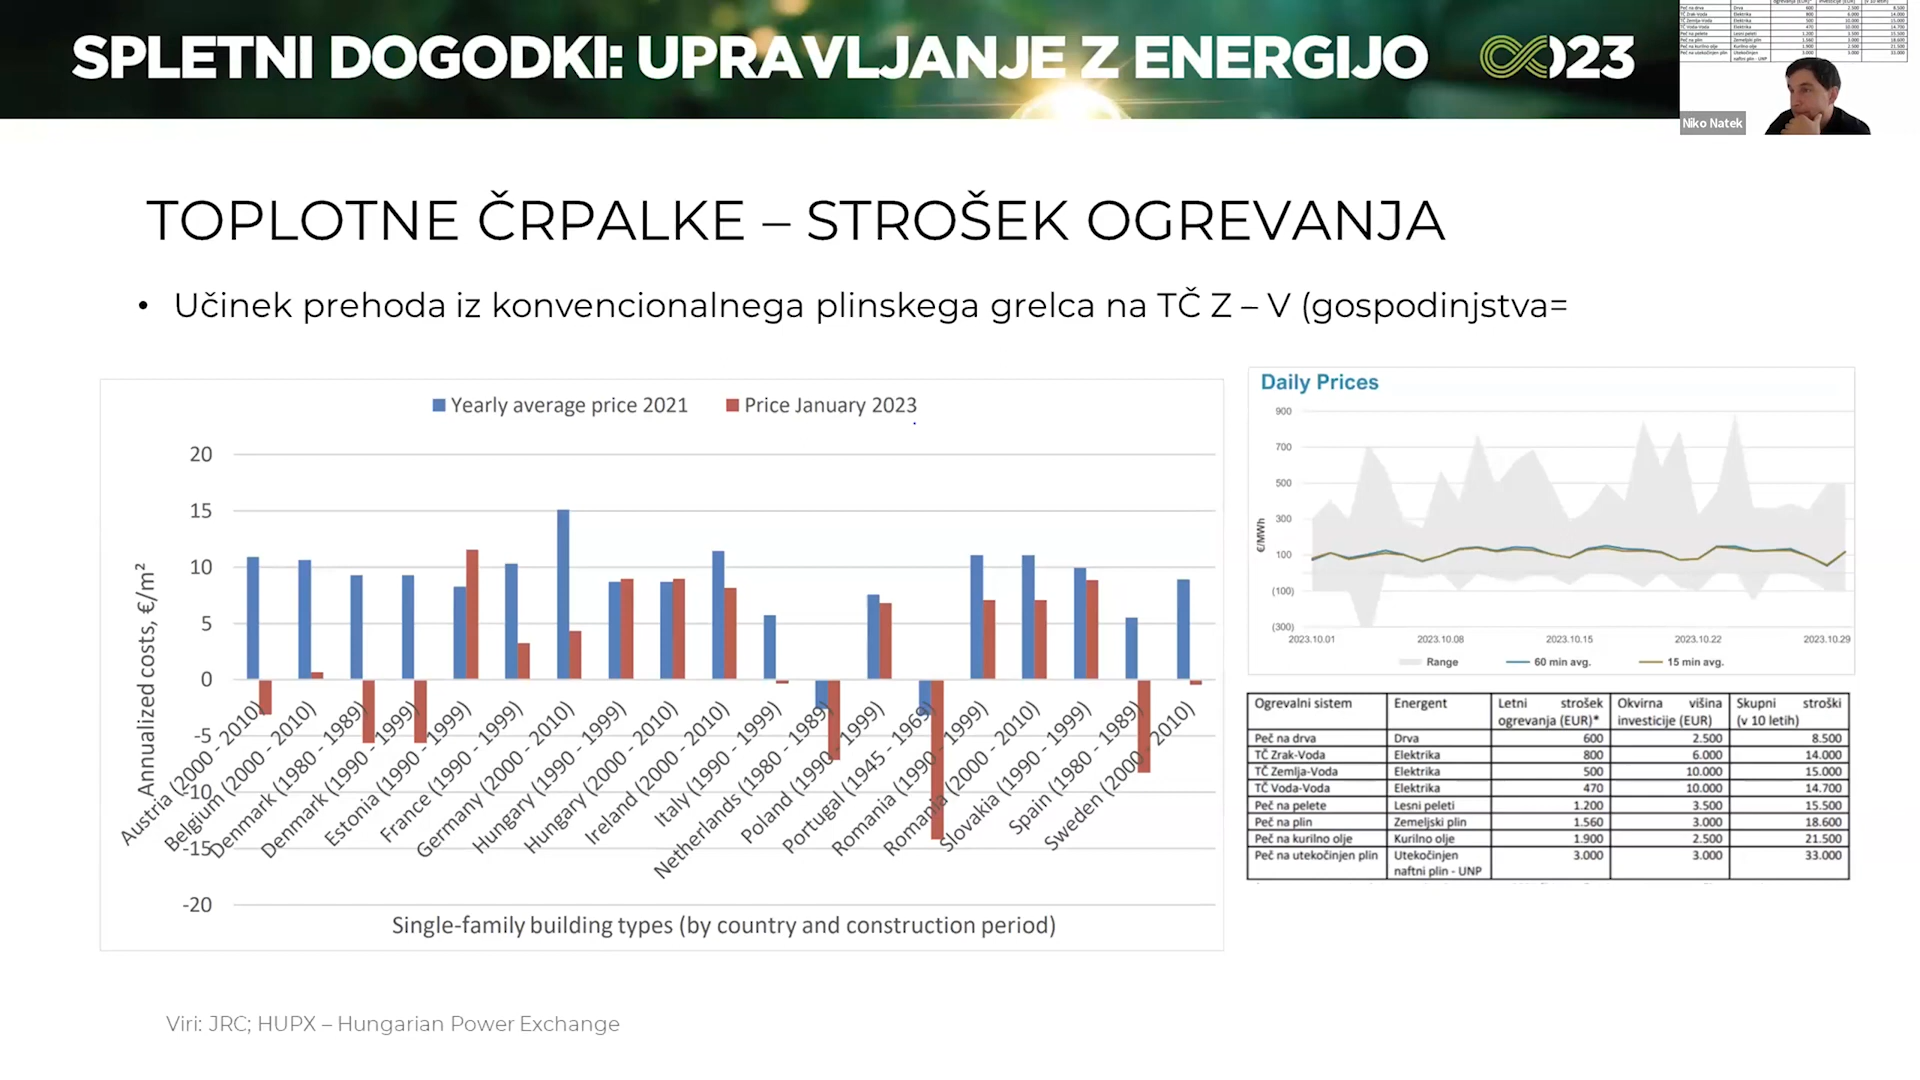 SPLETNI DOGODKI: UPRAVLJANJE Z ENERGIJO 23
Niko Natek
TOPLOTNE ČRPALKE – STROŠEK OGREVANJA
• Učinek prehoda iz konvencionalnega plinskega grelca na TČ Z – V (gospodinjstva=
Yearly average price 2021 Price January 2023
20
15
10
5
0
-5
-10
-15
-20
Annualized costs, €/m²
Austria (2000 - 2010)
Belgium (2000 - 2010)
Denmark (1980 - 1989)
Denmark (1990 - 1999)
Estonia (1990 - 1999)
France (1990 - 1999)
Germany (2000 - 2010)
Hungary (1990 - 1999)
Hungary (2000 - 2010)
Ireland (2000 - 2010)
Italy (1990 - 1999)
Netherlands (1980 - 1989)
Poland (1990 - 1999)
Portugal (1945 - 1969)
Romania (1990 - 1999)
Romania (2000 - 2010)
Slovakia (1990 - 1999)
Spain (1980 - 1989)
Sweden (2000 - 2010)
Single-family building types (by country and construction period)
Daily Prices
900
700
500
300
100
(100)
(300)
€/MWh
2023.10.01 2023.10.08 2023.10.15 2023.10.22 2023.10.29
Range 60 min avg. 15 min avg.
Ogrevalni sistem Energent Letni strošek Okvirna višina Skupni stroški
ogrevanja (EUR)* investicije (EUR) (v 10 letih)
Peč na drva Drva 600 2.500 8.500
TČ Zrak-Voda Elektrika 800 6.000 14.000
TČ Zemlja-Voda Elektrika 500 10.000 15.000
TČ Voda-Voda Elektrika 470 10.000 14.700
Peč na pelete Lesni peleti 1.200 3.500 15.500
Peč na plin Zemeljski plin 1.560 3.000 18.600
Peč na kurilno olje Kurilno olje 1.900 2.500 21.500
Peč na utekočinjen plin Utekočinjen 3.000 3.000 33.000
naftni plin - UNP
Viri: JRC; HUPX – Hungarian Power Exchange